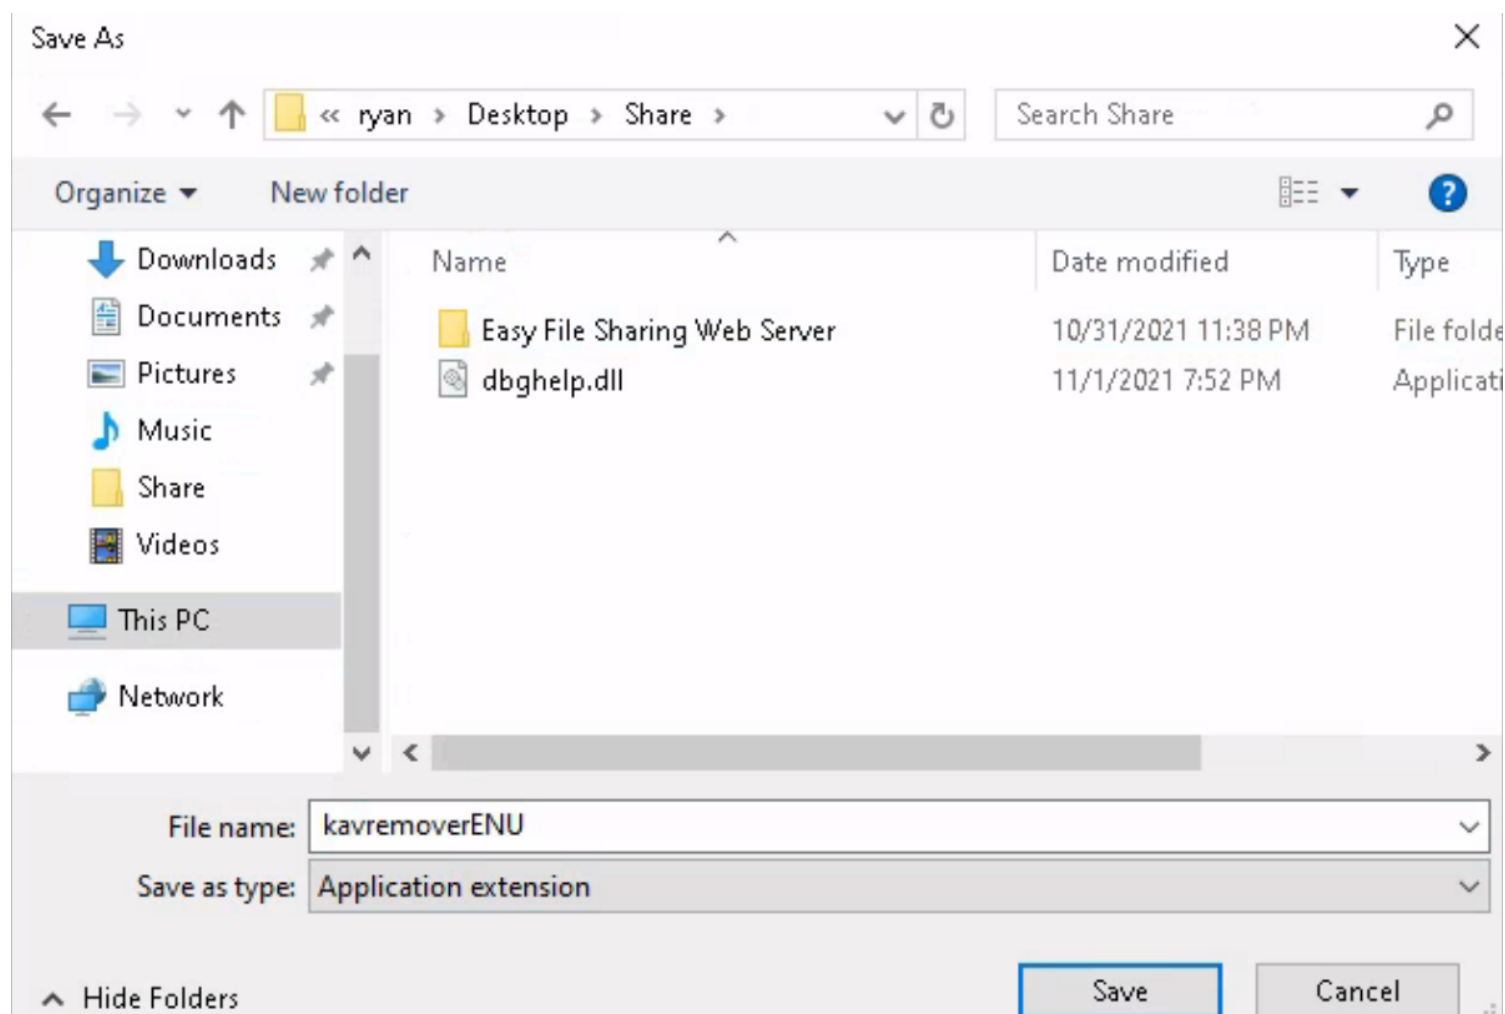 Save As
« ryan > Desktop > Share >
Search Share
Organize
New folder
Downloads
Documents
Pictures
Music
Share
Videos
This PC
Network
Name Date modified Type
Easy File Sharing Web Server 10/31/2021 11:38 PM File folde
dbghelp.dll 11/1/2021 7:52 PM Applicati
File name: kavremoverENU
Save as type: Application extension
Hide Folders
Save
Cancel